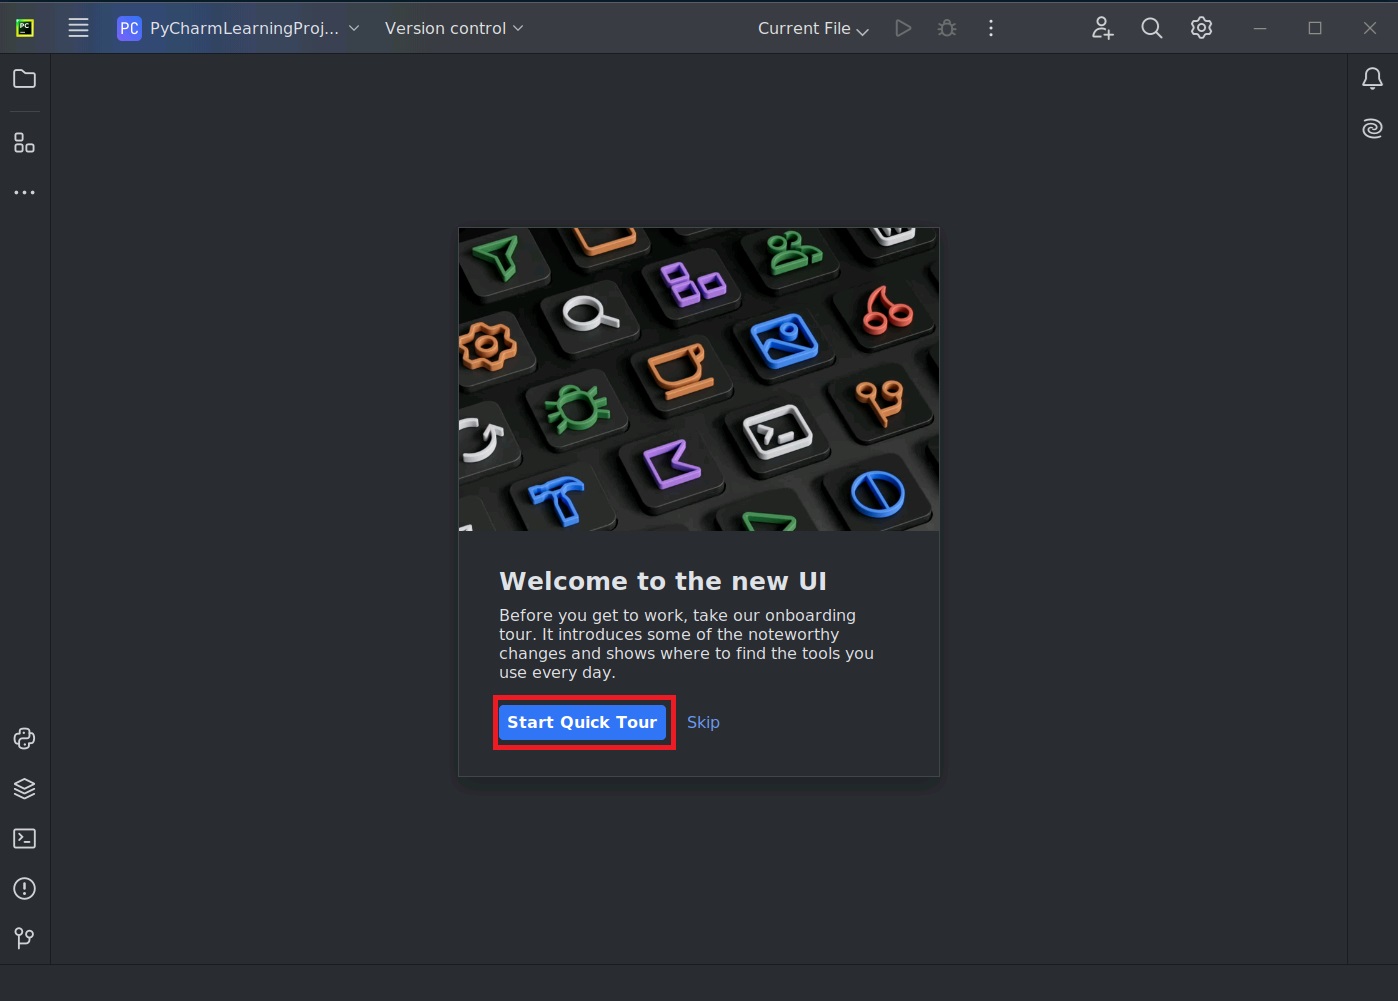 PC PyCharmLearningProj... Version control Current File
Welcome to the new UI
Before you get to work, take our onboarding
tour. It introduces some of the noteworthy
changes and shows where to find the tools you
use every day.
Start Quick Tour Skip